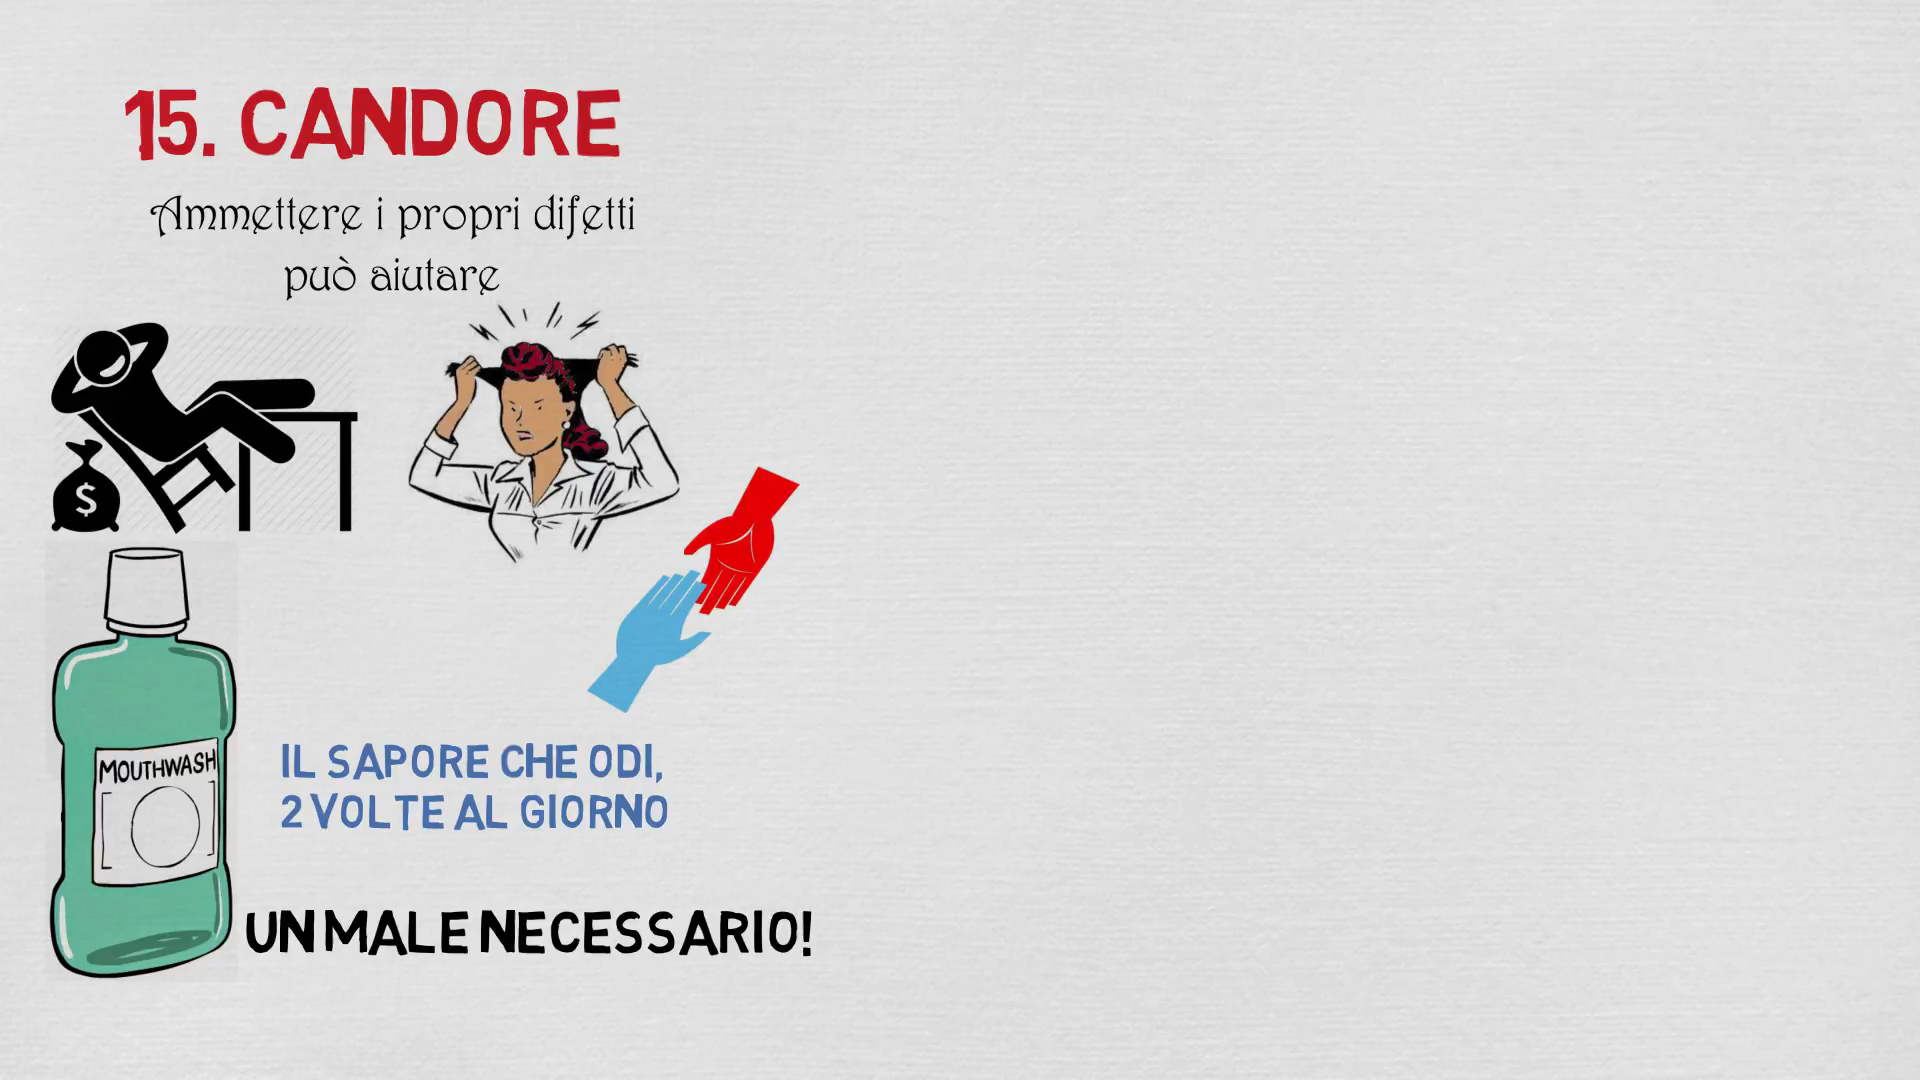 15. CANDORE
Ammettere i propri difetti
può aiutare
$
MOUTHWASH
IL SAPORE CHE ODI,
2 VOLTE AL GIORNO
UN MALE NECESSARIO!